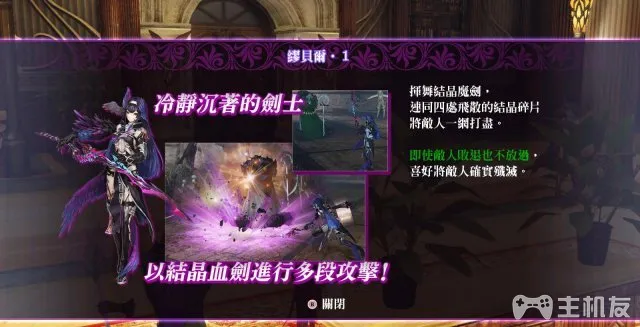 繆貝爾・1
冷靜沉著的劍士
揮舞結晶魔劍，
連同四處飛散的結晶碎片
將敵人一網打盡。
即使敵人敗退也不放過，
喜好將敵人確實殲滅。
以結晶血劍進行多段攻擊!
關閉
主机友